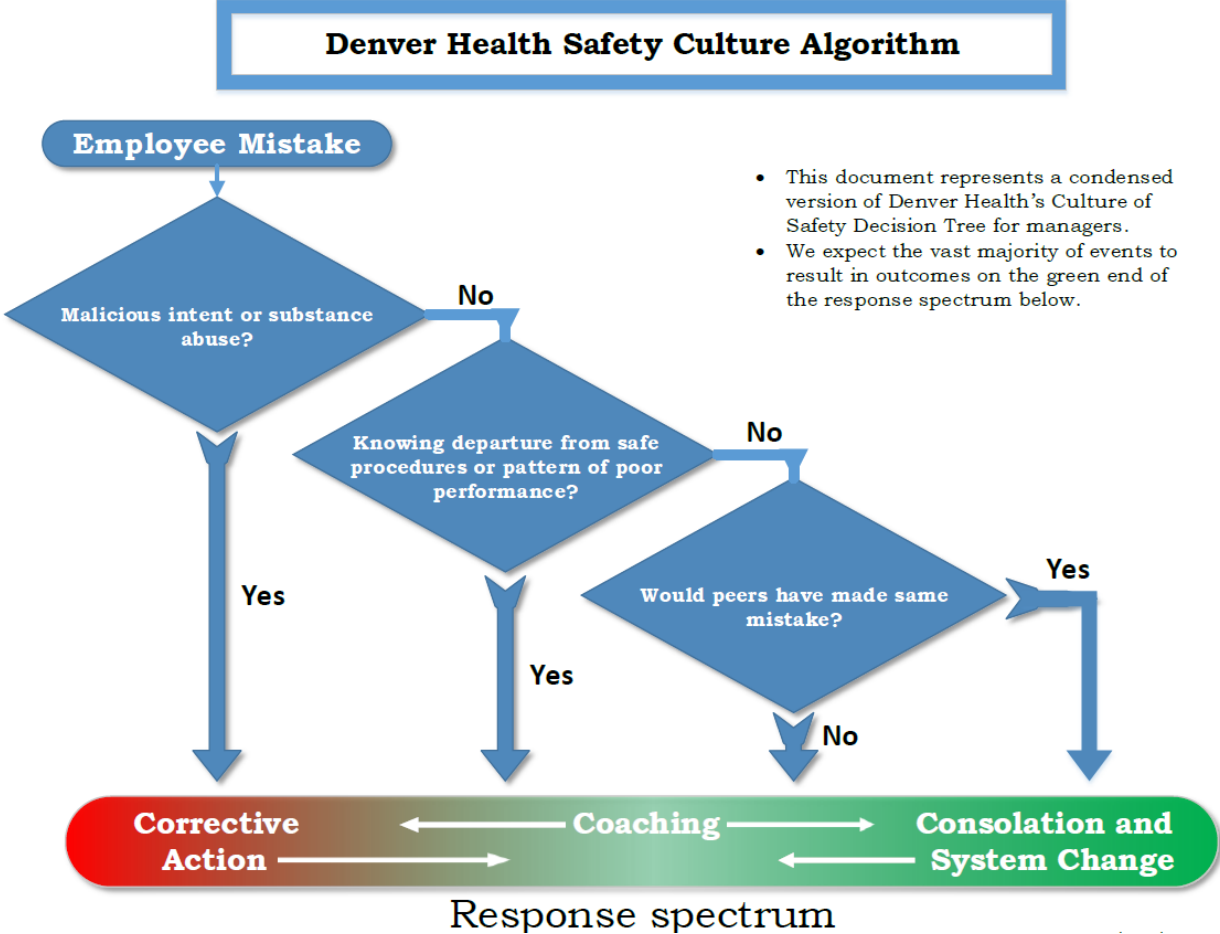 Denver Health Safety Culture Algorithm
Employee Mistake
• This document represents a condensed
version of Denver Health's Culture of
Safety Decision Tree for managers.
• We expect the vast majority of events to
result in outcomes on the green end of
the response spectrum below.
Malicious intent or substance
abuse?
No
Knowing departure from safe
procedures or pattern of poor
performance?
No
Would peers have made same
mistake?
Yes
Yes
Yes
No
Corrective
Action
Coaching
Consolation and
System Change
Response spectrum